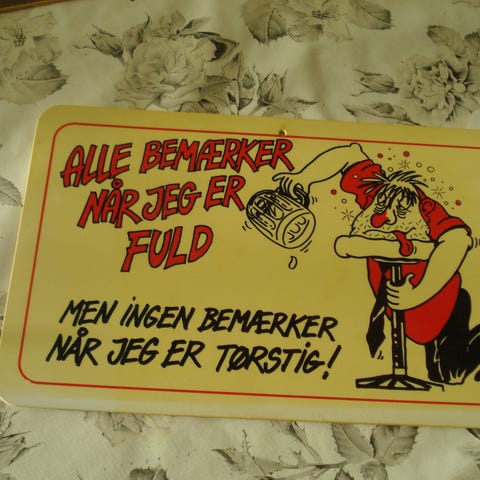 ALLE BEMÆRKER
NÅR JEG ER
FULD
MEN INGEN BEMÆRKER
NÅR JEG ER TØRSTIG!